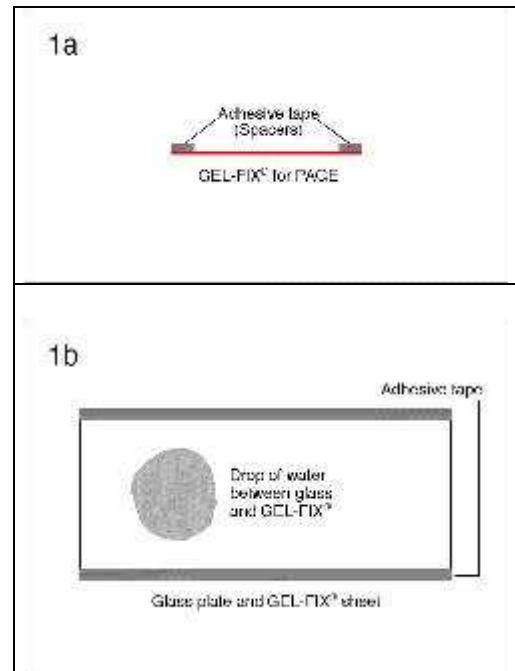 1a
Adhesive tape
(Spacers)
GEL-FIX© for PAGE
1b
Adhesive tape
Drop of water
between glass
and GEL-FIX©
Glass plate and GEL-FIX© sheet